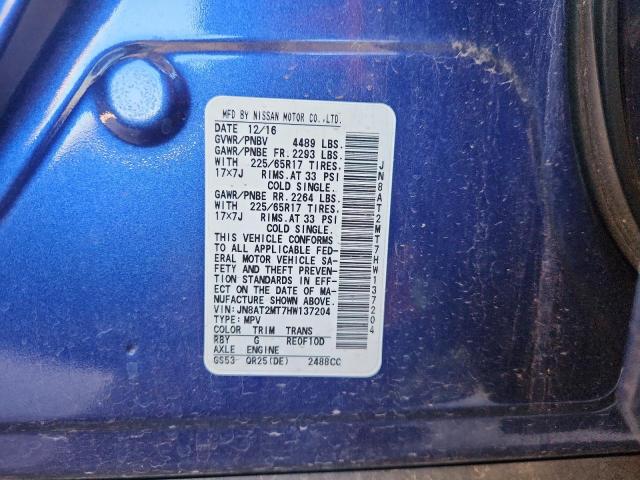 MFD BY NISSAN MOTOR CO.,LTD.
DATE 12/16
GVWR/PNBV 4489 LBS.
GAWR/PNBE FR. 2293 LBS.
WITH 225/65R17 TIRES.
17×7J RIMS.AT 33 PSI
COLD SINGLE.
GAWR/PNBE RR. 2264 LBS.
WITH 225/65R17 TIRES.
17×7J RIMS.AT 33 PSI
COLD SINGLE.
THIS VEHICLE CONFORMS
TO ALL APPLICABLE FED-
ERAL MOTOR VEHICLE SA-
FETY AND THEFT PREVEN-
TION STANDARDS IN EFF-
ECT ON THE DATE OF MA-
NUFACTURE SHOWN ABOVE.
VIN:JN8AT2MT7HW137204
TYPE:MPV
COLOR TRIM TRANS
RBY G RE0F10D
AXLE ENGINE
GS53 QR25(DE) 2488CC
JN8AT2MT7HW137204